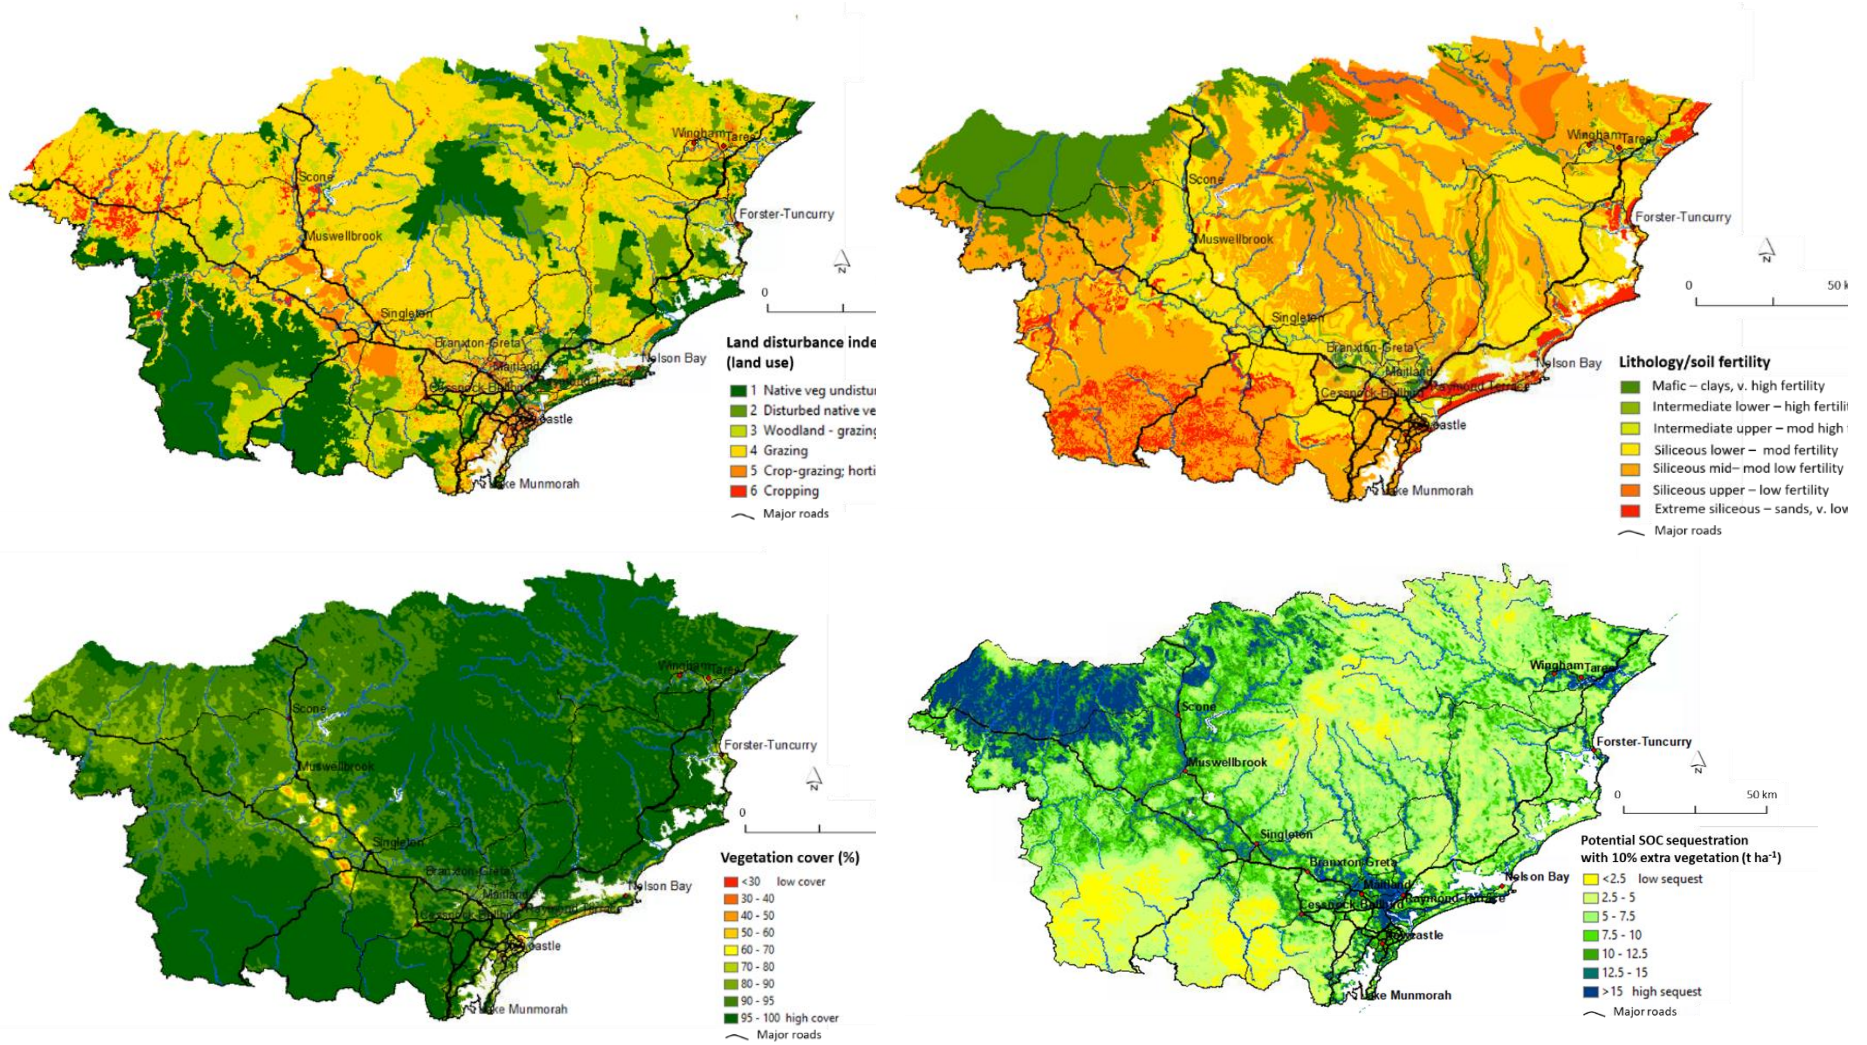 Scone
Wingham
Taree
Forster-Tuncurry
Muswellbrook
N
0
Singleton
Branxton-Greta
Maitland
Nelson Bay
Raymond-Terrace
Lake Munmorah
Land disturbance inde
(land use)
1 Native veg undistur
2 Disturbed native ve
3 Woodland - grazing
4 Grazing
5 Crop-grazing; horti
6 Cropping
Major roads
Wingham
Taree
Scone
Forster-Tuncurry
Muswellbrook
N
0 50 k
Singleton
Branxton-Greta
Nelson Bay
Maitland
Raymond Terrace
Lake Munmorah
Lithology/soil fertility
Mafic – clays, v. high fertility
Intermediate lower – high fertilit
Intermediate upper – mod high
Siliceous lower – mod fertility
Siliceous mid– mod low fertility
Siliceous upper – low fertility
Extreme siliceous – sands, v. low
Major roads
Wingham
Taree
Scone
Forster-Tuncurry
Muswellbrook
N
0
Singleton
Branxton-Greta
Nelson Bay
Maitland
Lake Munmorah
Vegetation cover (%)
<30 low cover
30 - 40
40 - 50
50 - 60
60 - 70
70 - 80
80 - 90
90 - 95
95 - 100 high cover
Major roads
Wingham
Taree
Scone
Forster-Tuncurry
Muswellbrook
N
0 50 km
Singleton
Branxton-Greta
Nelson Bay
Maitland
Raymond-Terrace
Lake Munmorah
Potential SOC sequestration
with 10% extra vegetation (t ha⁻¹)
<2.5 low sequest
2.5 - 5
5 - 7.5
7.5 - 10
10 - 12.5
12.5 - 15
>15 high sequest
Major roads